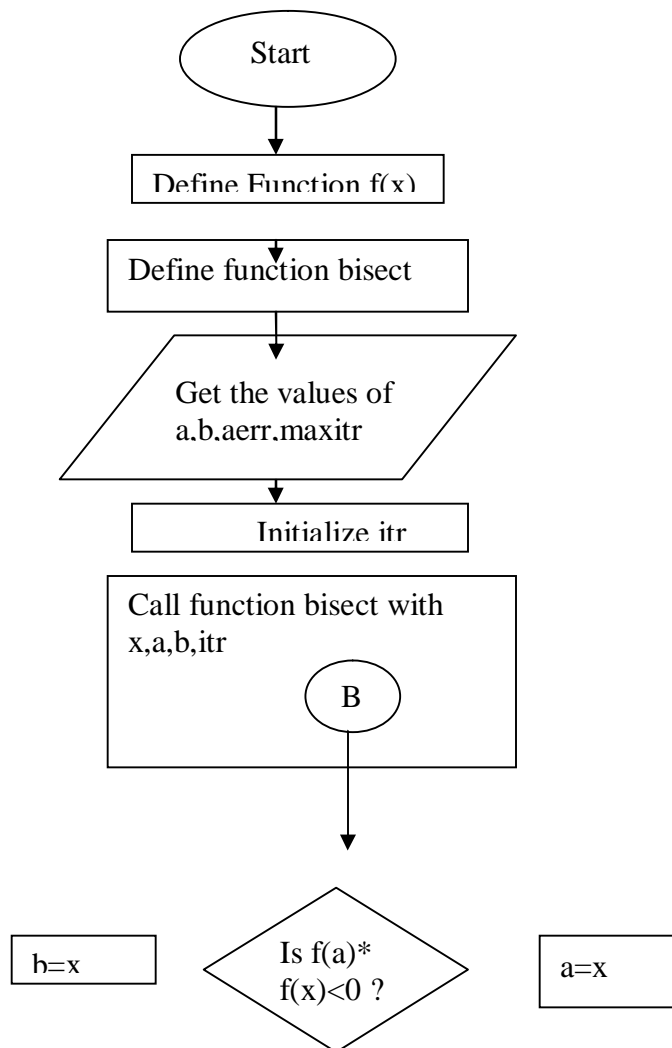 Start
Define Function f(x)
Define function bisect
Get the values of
a,b,aerr,maxitr
Initialize itr
Call function bisect with
x,a,b,itr
B
b=x
Is f(a)*
f(x)<0 ?
a=x